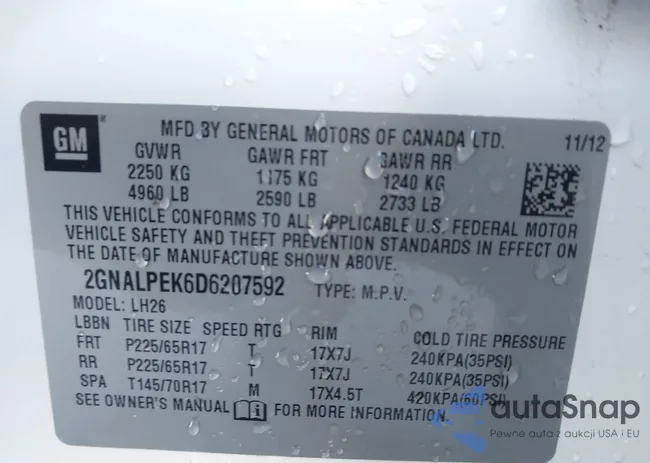 GM
MFD BY GENERAL MOTORS OF CANADA LTD. 11/12
GVWR GAWR FRT GAWR RR
2250 KG 1175 KG 1240 KG
4960 LB 2590 LB 2733 LB
THIS VEHICLE CONFORMS TO ALL APPLICABLE U.S. FEDERAL MOTOR
VEHICLE SAFETY AND THEFT PREVENTION STANDARDS IN EFFECT ON
THE DATE OF MANUFACTURE SHOWN ABOVE.
2GNALPEK6D6207592 TYPE: M.P.V.
MODEL: LH26
LBBN TIRE SIZE SPEED RTG RIM COLD TIRE PRESSURE
FRT P225/65R17 T 17X7J 240KPA(35PSI)
RR P225/65R17 T 17X7J 240KPA(35PSI)
SPA T145/70R17 M 17X4.5T 420KPA(60PSI)
SEE OWNER'S MANUAL FOR MORE INFORMATION.
autoSnap
Pewne auta z aukcji USA i EU